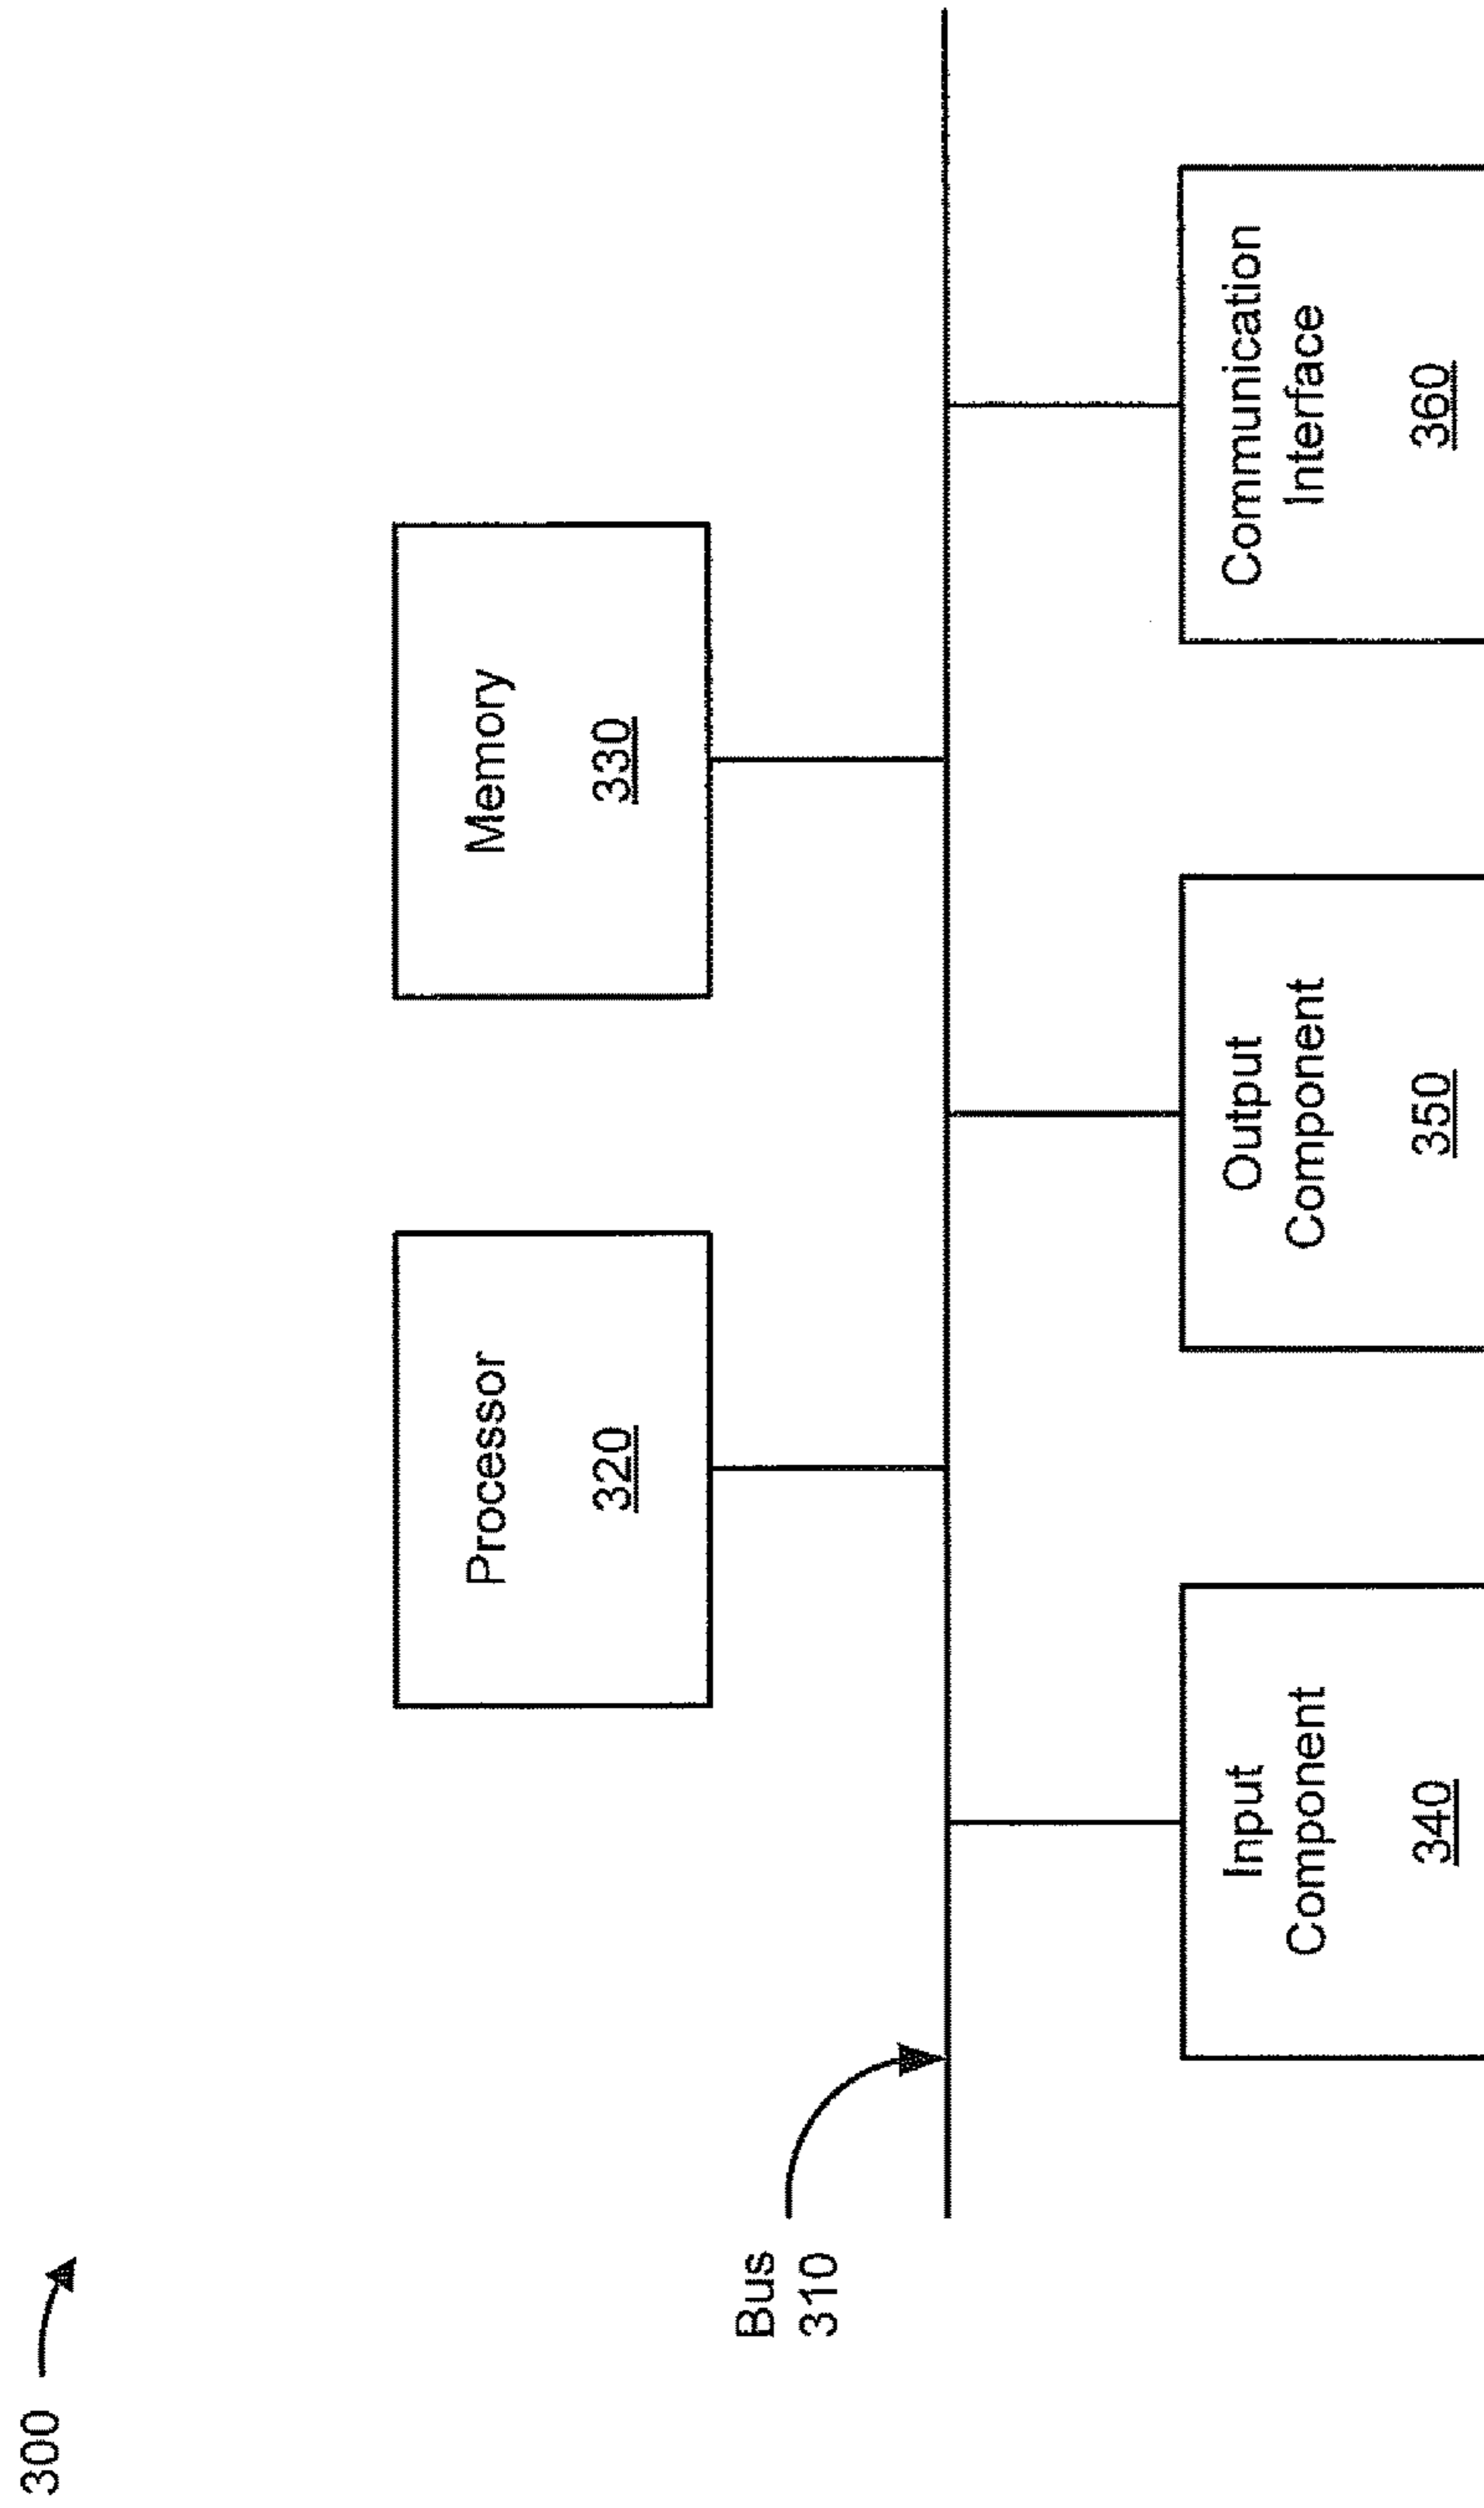 300
Processor
320
Memory
330
Bus
310
Input
Component
340
Output
Component
350
Communication
Interface
360